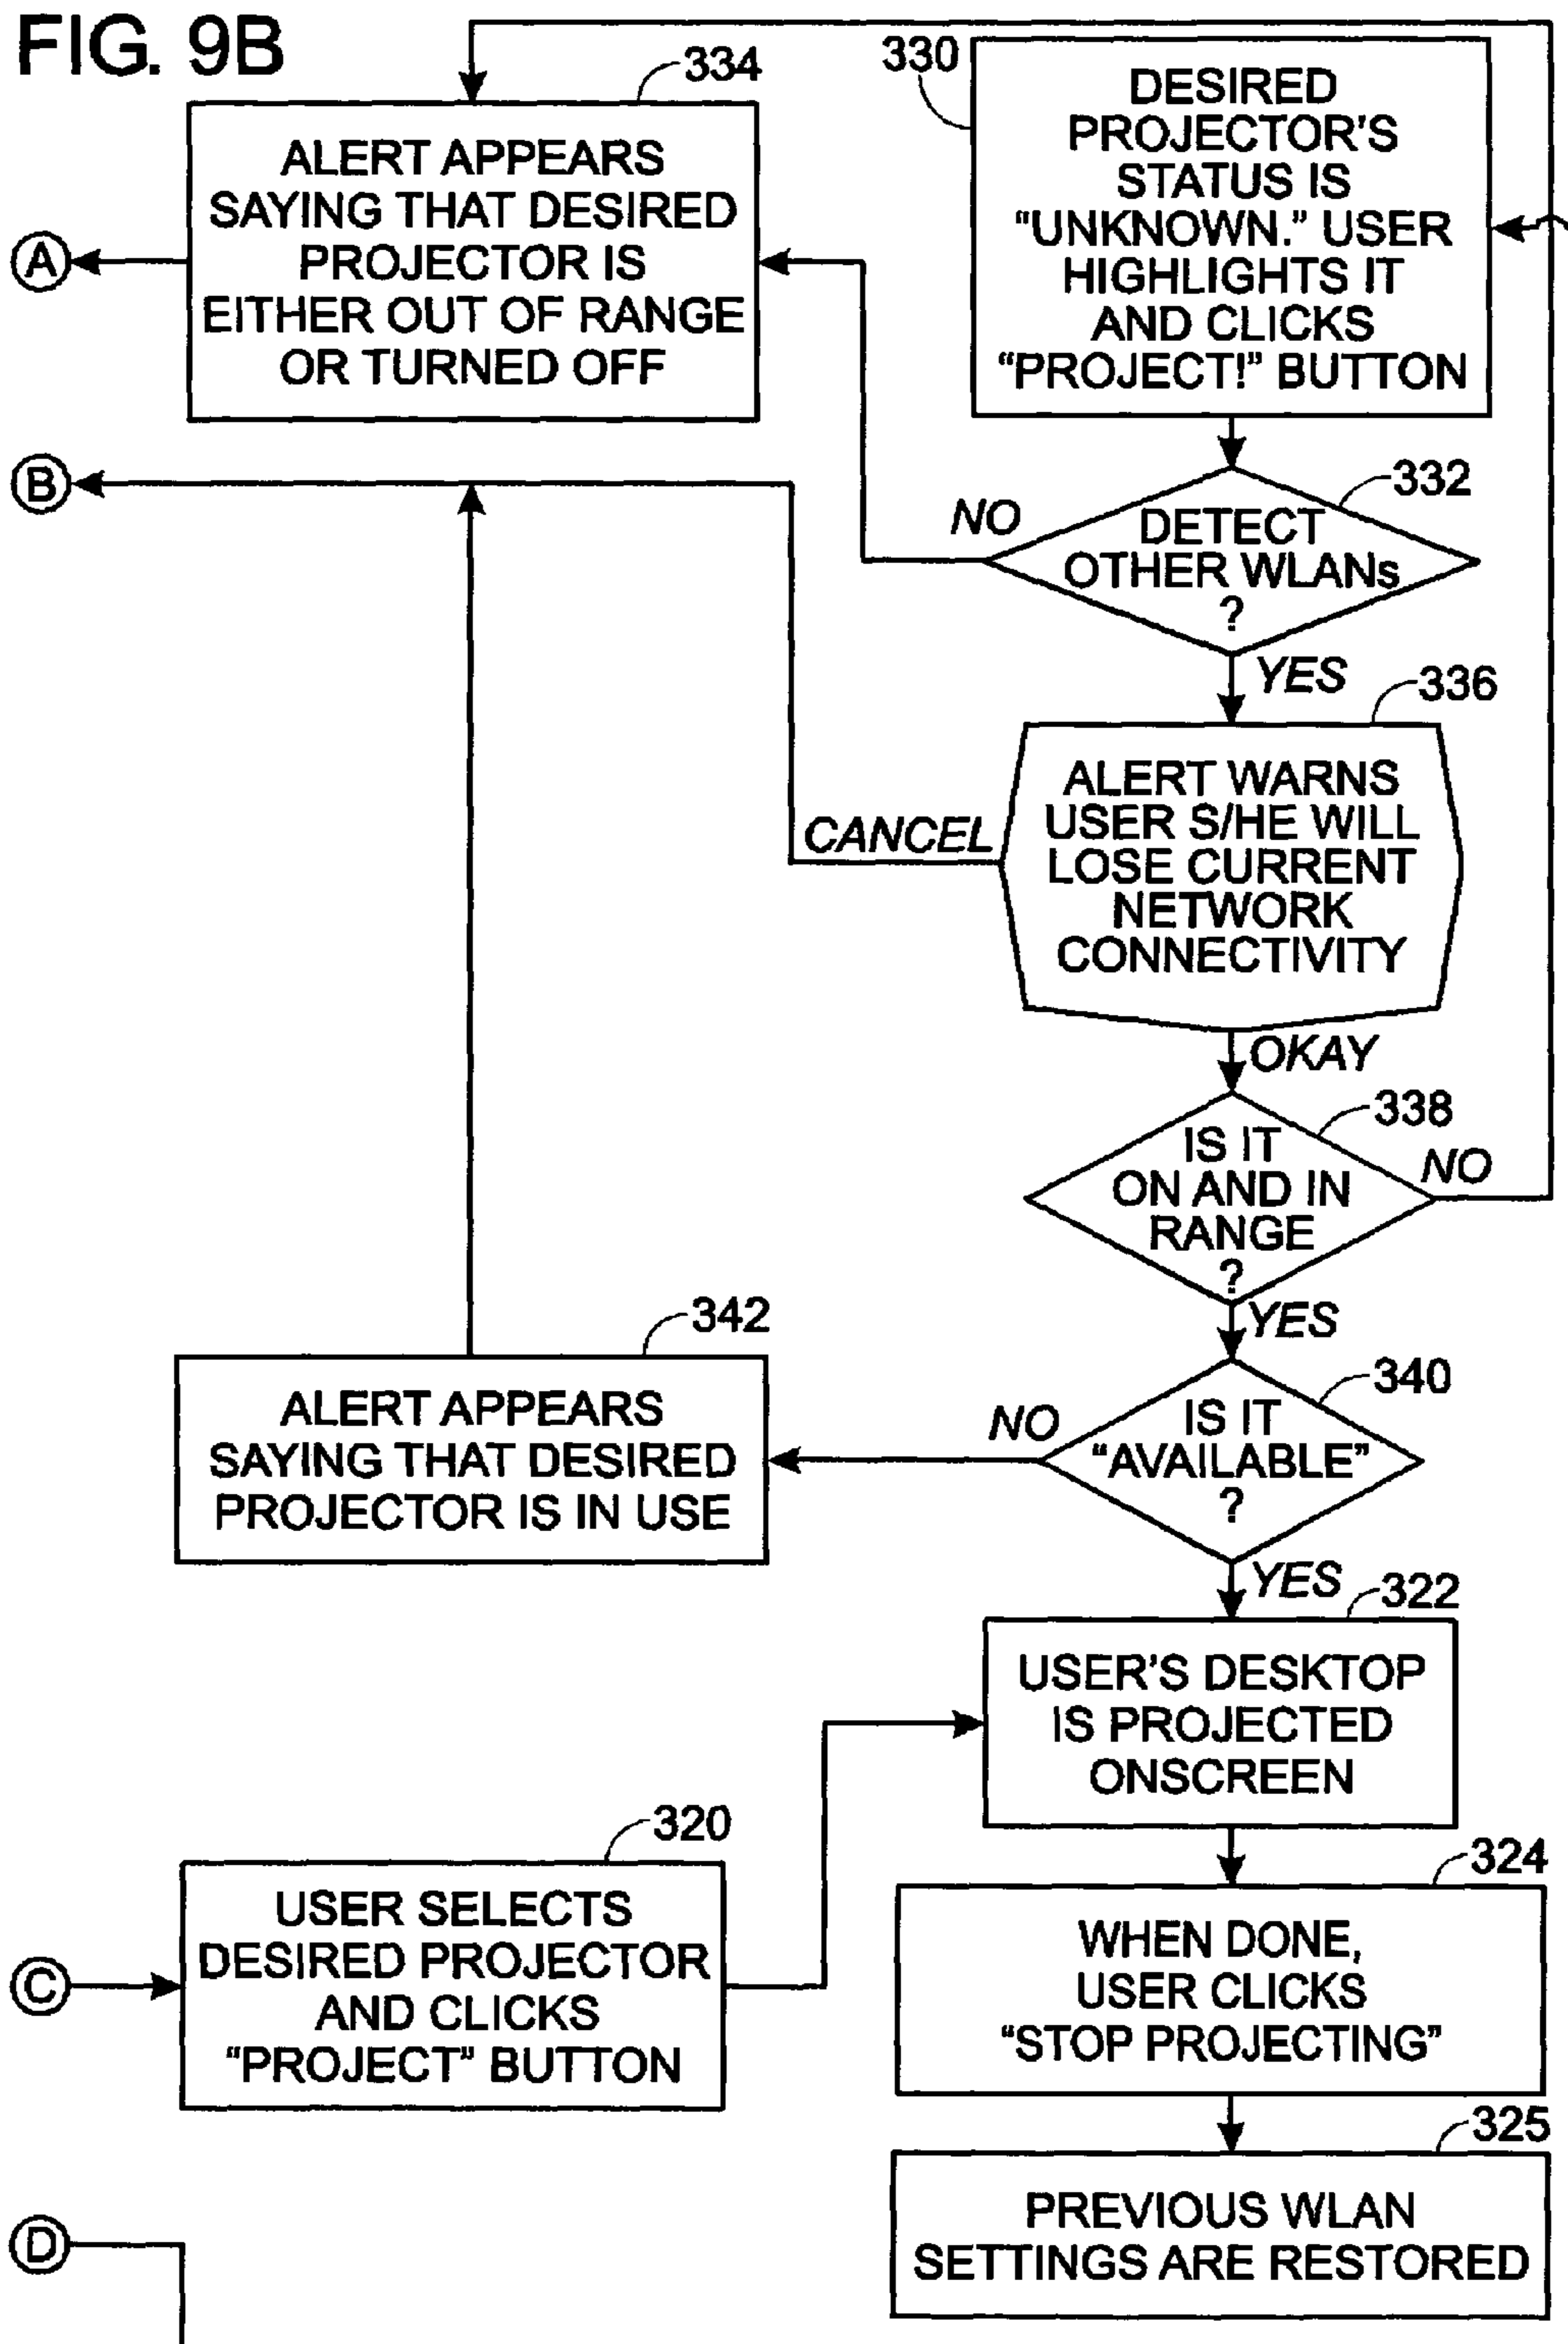 FIG. 9B
334
ALERT APPEARS
SAYING THAT DESIRED
PROJECTOR IS
EITHER OUT OF RANGE
OR TURNED OFF
330
DESIRED
PROJECTOR'S
STATUS IS
“UNKNOWN.” USER
HIGHLIGHTS IT
AND CLICKS
“PROJECT!” BUTTON
A
B
332
NO
DETECT
OTHER WLANs
?
YES
336
ALERT WARNS
USER S/HE WILL
LOSE CURRENT
NETWORK
CONNECTIVITY
CANCEL
OKAY
338
IS IT
ON AND IN
RANGE
?
NO
YES
340
IS IT
“AVAILABLE”
?
NO
342
ALERT APPEARS
SAYING THAT DESIRED
PROJECTOR IS IN USE
YES
322
USER'S DESKTOP
IS PROJECTED
ONSCREEN
C
320
USER SELECTS
DESIRED PROJECTOR
AND CLICKS
“PROJECT” BUTTON
324
WHEN DONE,
USER CLICKS
“STOP PROJECTING”
325
PREVIOUS WLAN
SETTINGS ARE RESTORED
D